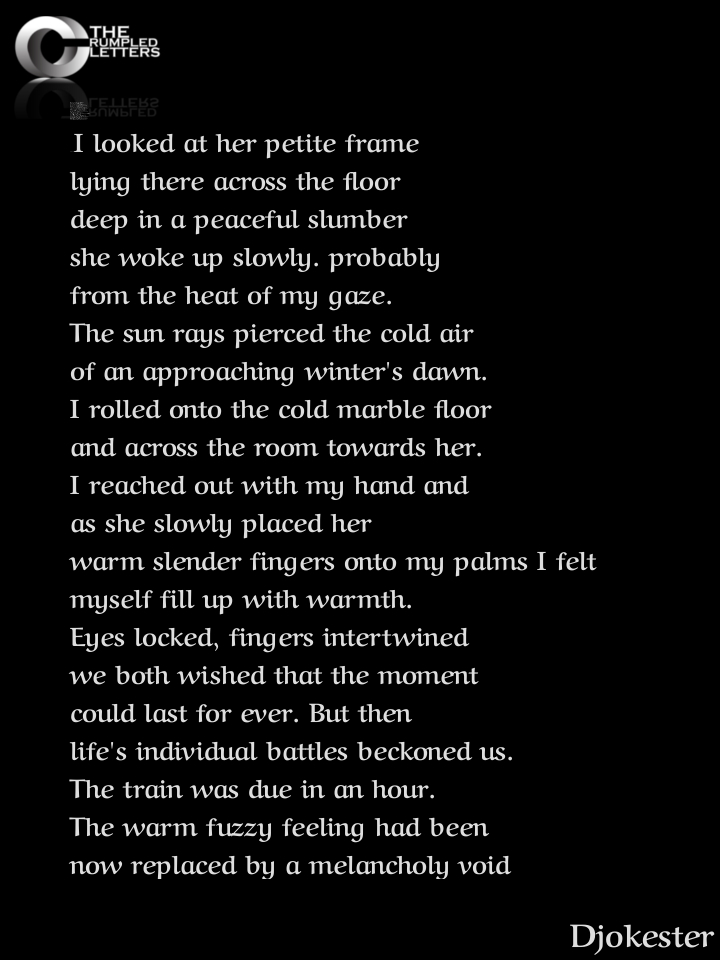 THE
CRUMPLED
LETTERS
I looked at her petite frame
lying there across the floor
deep in a peaceful slumber
she woke up slowly. probably
from the heat of my gaze.
The sun rays pierced the cold air
of an approaching winter's dawn.
I rolled onto the cold marble floor
and across the room towards her.
I reached out with my hand and
as she slowly placed her
warm slender fingers onto my palms I felt
myself fill up with warmth.
Eyes locked, fingers intertwined
we both wished that the moment
could last for ever. But then
life's individual battles beckoned us.
The train was due in an hour.
The warm fuzzy feeling had been
now replaced by a melancholy void
Djokester